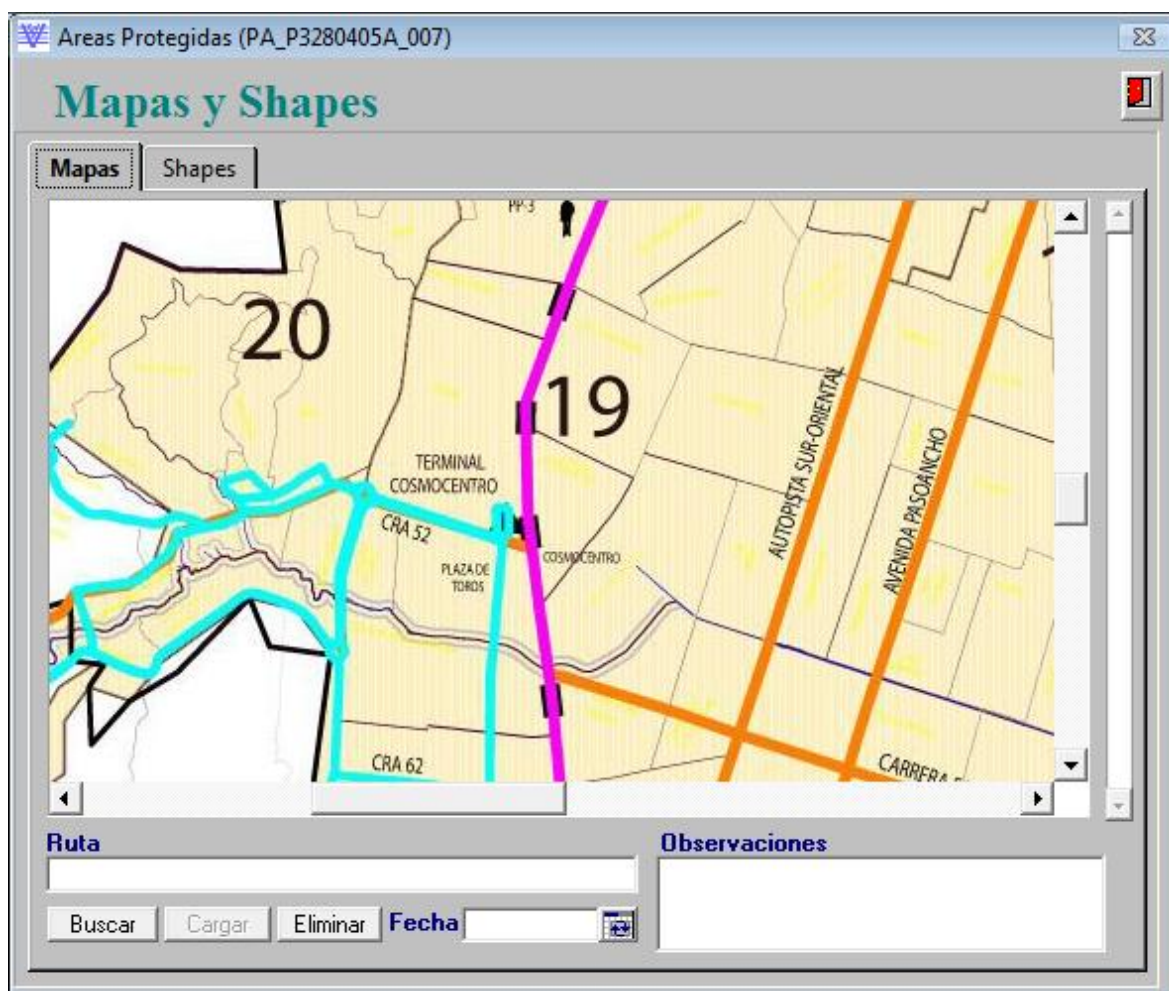 Areas Protegidas (PA_P3280405A_007)
Mapas y Shapes
Mapas
Shapes
PP-3
20
19
TERMINAL
COSMOCENTRO
CRA 52
COSMOCENTRO
PLAZA DE
TOROS
AUTOPISTA SUR-ORIENTAL
AVENIDA PASOANCHO
CRA 62
CARRERA
Ruta
Observaciones
Buscar
Cargar
Eliminar
Fecha